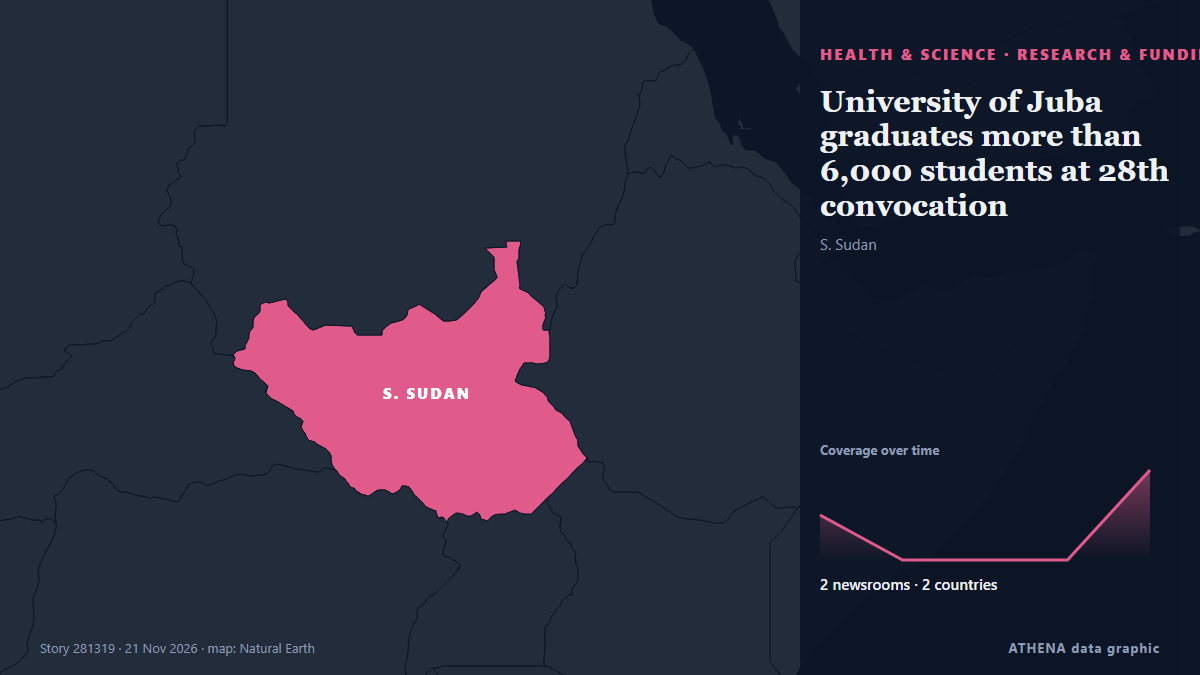 HEALTH & SCIENCE · RESEARCH & FUNDI
University of Juba
graduates more than
6,000 students at 28th
convocation
S. Sudan
S. SUDAN
Coverage over time
2 newsrooms · 2 countries
Story 281319 · 21 Nov 2026 · map: Natural Earth
ATHENA data graphic